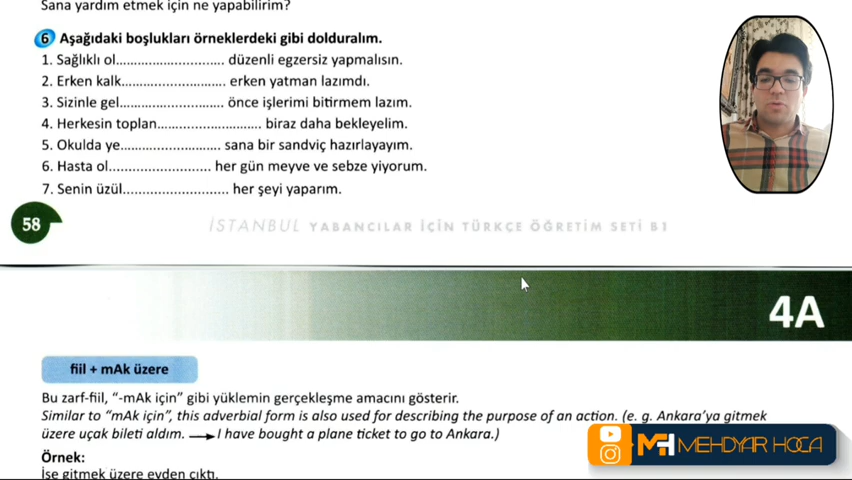 Sana yardım etmek için ne yapabilirim?
6 Aşağıdaki boşlukları örneklerdeki gibi dolduralım.
1. Sağlıklı ol............................ düzenli egzersiz yapmalısın.
2. Erken kalk........................... erken yatman lazımdı.
3. Sizinle gel........................... önce işlerimi bitirmem lazım.
4. Herkesin toplan........................... biraz daha bekleyelim.
5. Okulda ye.......................... sana bir sandviç hazırlayayım.
6. Hasta ol.......................... her gün meyve ve sebze yiyorum.
7. Senin üzül............................ her şeyi yaparım.
58 İSTANBUL YABANCILAR İÇİN TÜRKÇE ÖĞRETİM SETİ B1
4A
fiil + mAk üzere
Bu zarf-fiil, “-mAk için” gibi yüklemin gerçekleşme amacını gösterir.
Similar to “mAk için”, this adverbial form is also used for describing the purpose of an action. (e. g. Ankara'ya gitmek
üzere uçak bileti aldım. → I have bought a plane ticket to go to Ankara.)
Örnek:
İşe gitmek üzere evden çıktı.
MH MEHDYAR HOCA